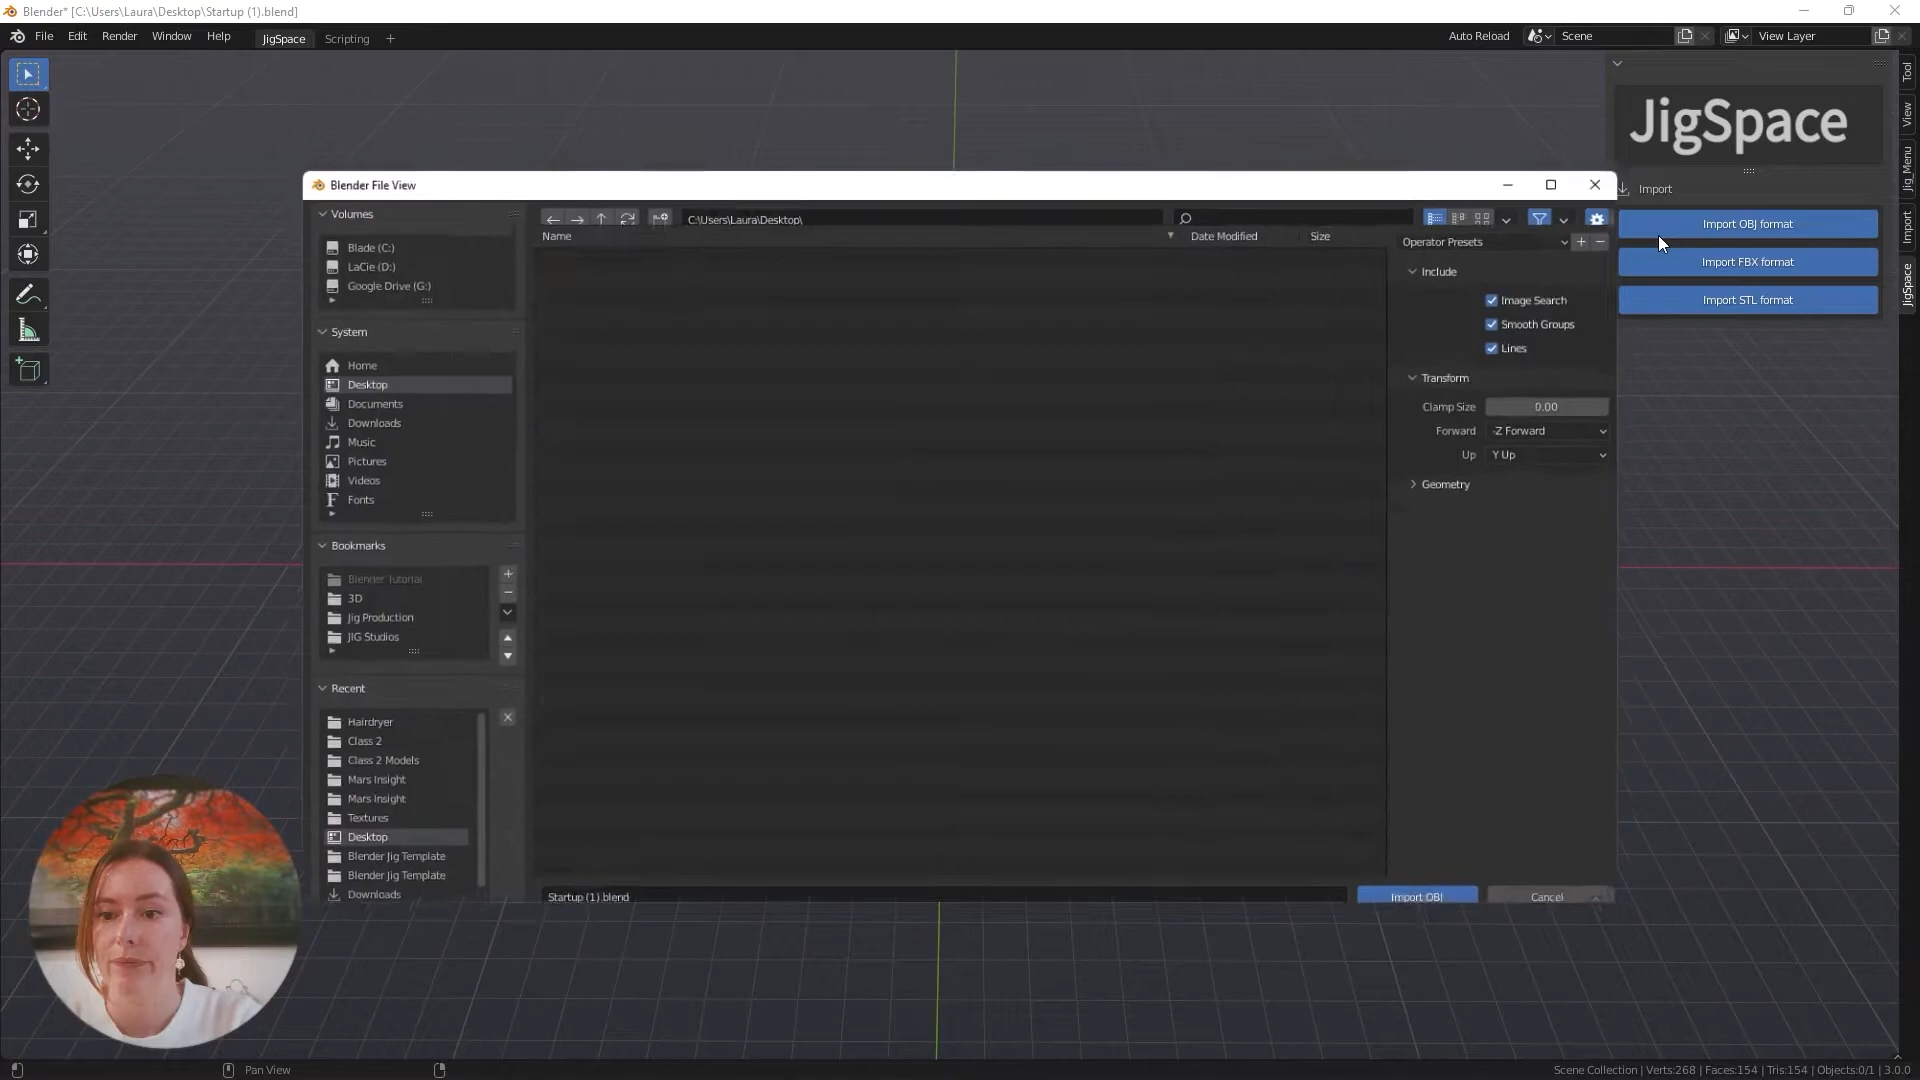 Blender* [C:\Users\Laura\Desktop\Startup (1).blend]
File Edit Render Window Help JigSpace Scripting + Auto Reload Scene View Layer
JigSpace
Tool
View
Jig_Menu
Import
JigSpace
Import
Import OBJ format
Import FBX format
Import STL format
Blender File View
Volumes
Blade (C:)
LaCie (D:)
Google Drive (G:)
System
Home
Desktop
Documents
Downloads
Music
Pictures
Videos
Fonts
Bookmarks
Blender Tutorial
3D
Jig Production
JIG Studios
Recent
Hairdryer
Class 2
Class 2 Models
Mars Insight
Mars Insight
Textures
Desktop
Blender Jig Template
Blender Jig Template
Downloads
C:\Users\Laura\Desktop\
Name Date Modified Size
Operator Presets
Include
Image Search
Smooth Groups
Lines
Transform
Clamp Size 0.00
Forward -Z Forward
Up Y Up
Geometry
Startup (1).blend Import OBJ Cancel
Pan View
Scene Collection | Verts:268 | Faces:154 | Tris:154 | Objects:0/1 | 3.0.0